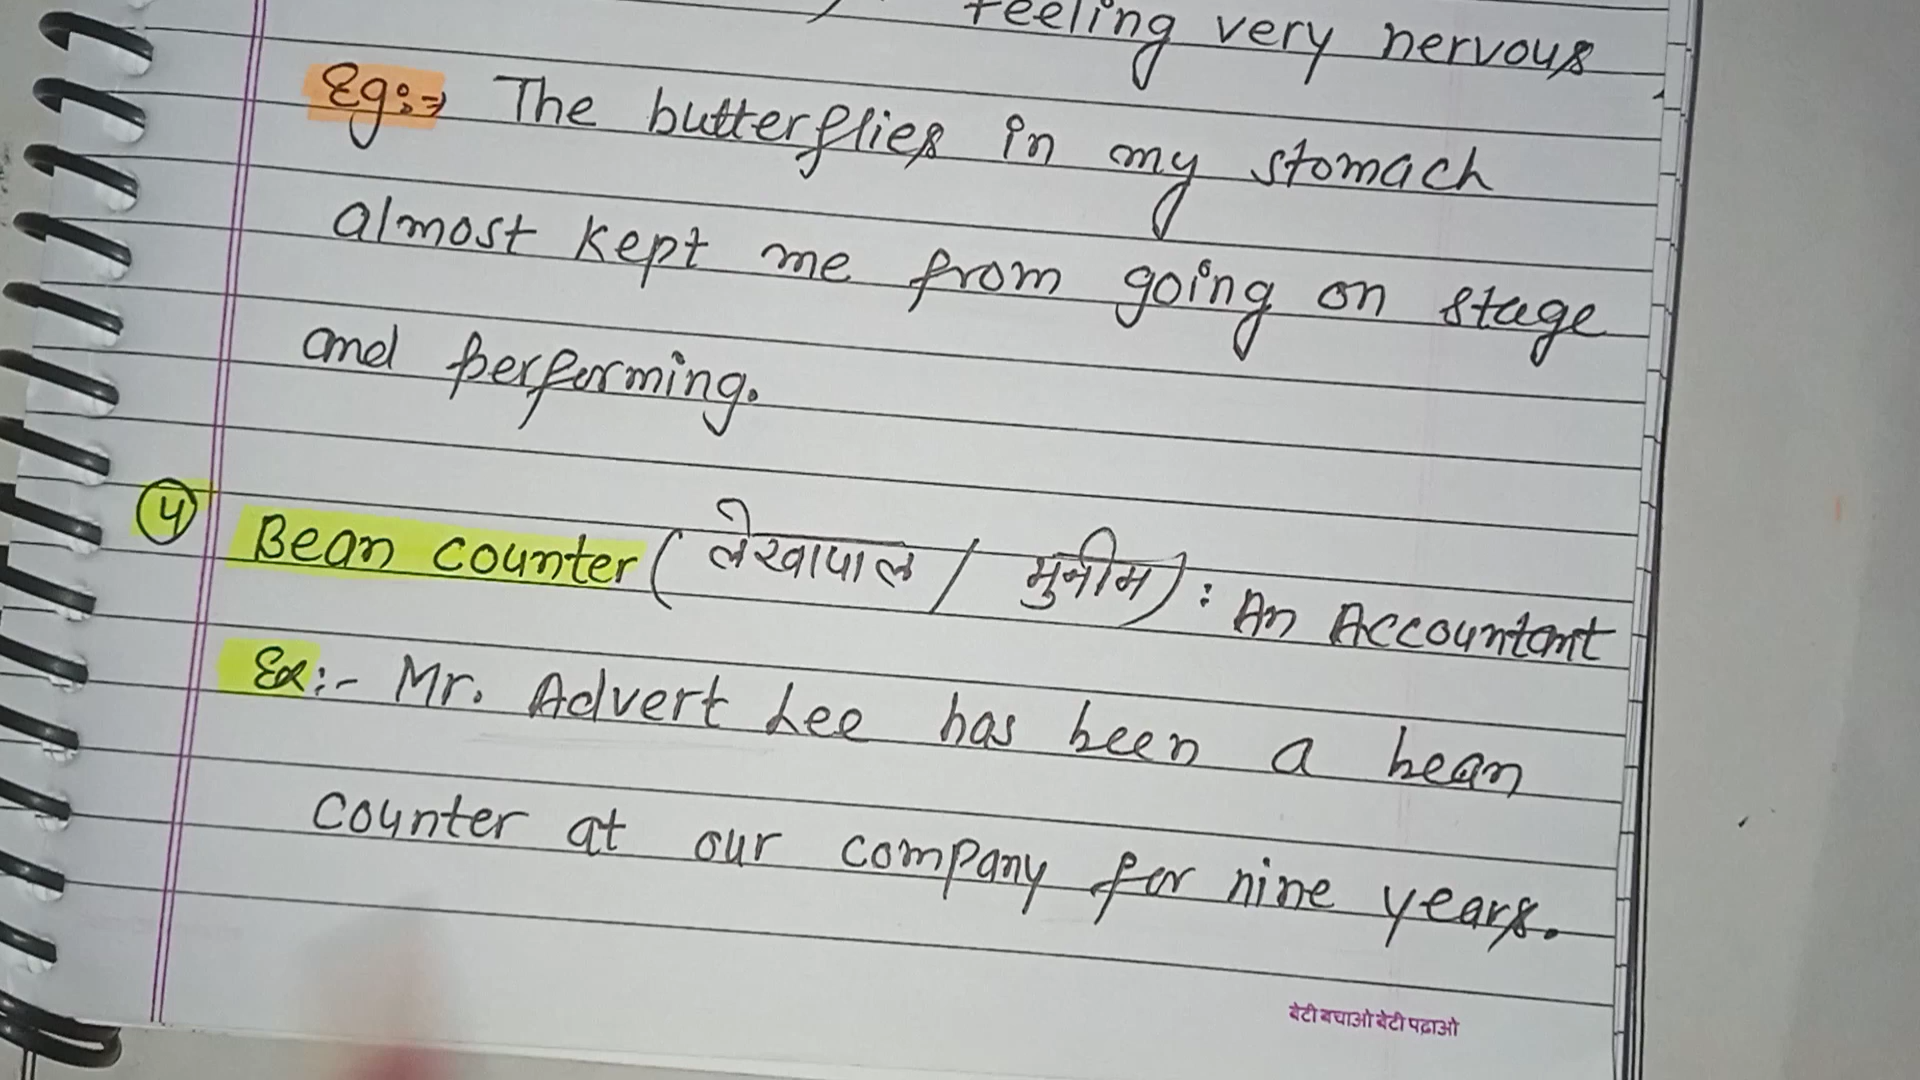 feeling very nervous
Eg:→ The butterflies in my stomach
almost kept me from going on stage
and performing.
4 Bean counter (लेखापाल / मुनीम) : An Accountant
Ex:- Mr. Advert Lee has been a bean
counter at our company for nine years.
बेटी बचाओ बेटी पढ़ाओ